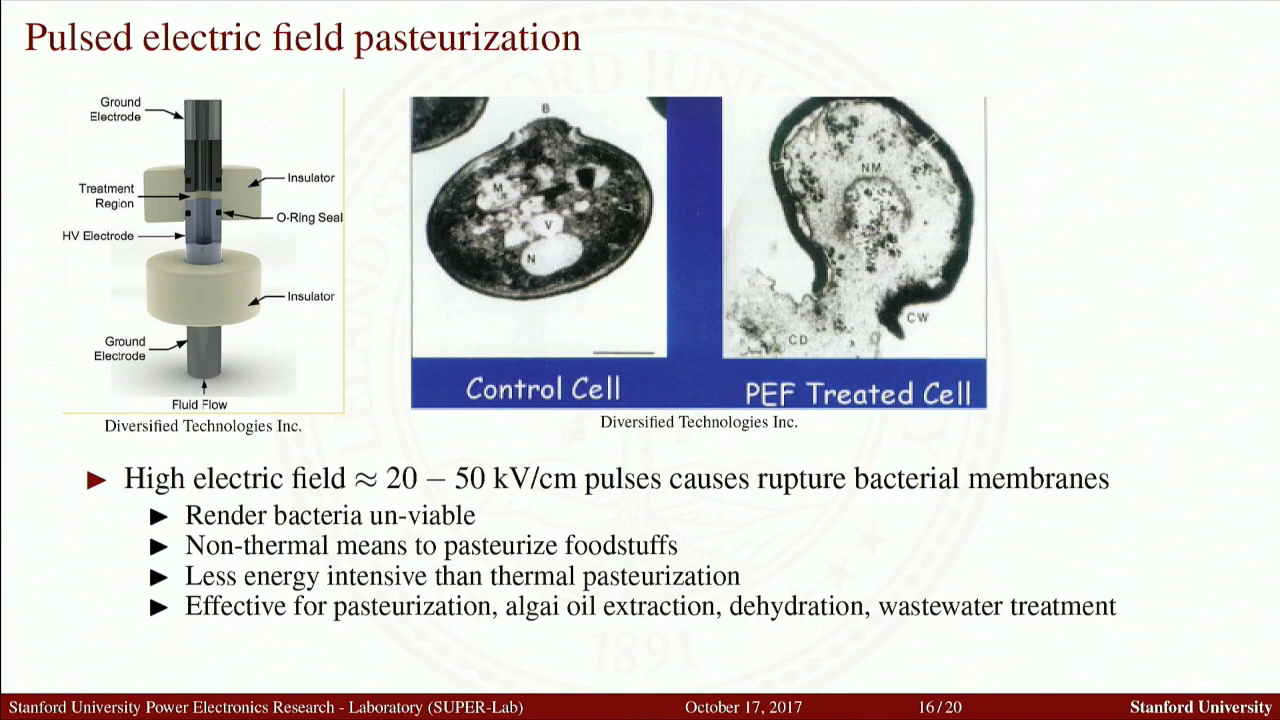 Pulsed electric field pasteurization
Ground
Electrode
Insulator
Treatment
Region
O-Ring Seal
HV Electrode
Insulator
Ground
Electrode
Fluid Flow
Diversified Technologies Inc.
B
M
V
N
Control Cell
NM
CW
CD
PEF Treated Cell
Diversified Technologies Inc.
▶ High electric field ≈ 20 − 50 kV/cm pulses causes rupture bacterial membranes
▶ Render bacteria un-viable
▶ Non-thermal means to pasteurize foodstuffs
▶ Less energy intensive than thermal pasteurization
▶ Effective for pasteurization, algai oil extraction, dehydration, wastewater treatment
1891
Stanford University Power Electronics Research - Laboratory (SUPER-Lab) October 17, 2017 16 / 20 Stanford University